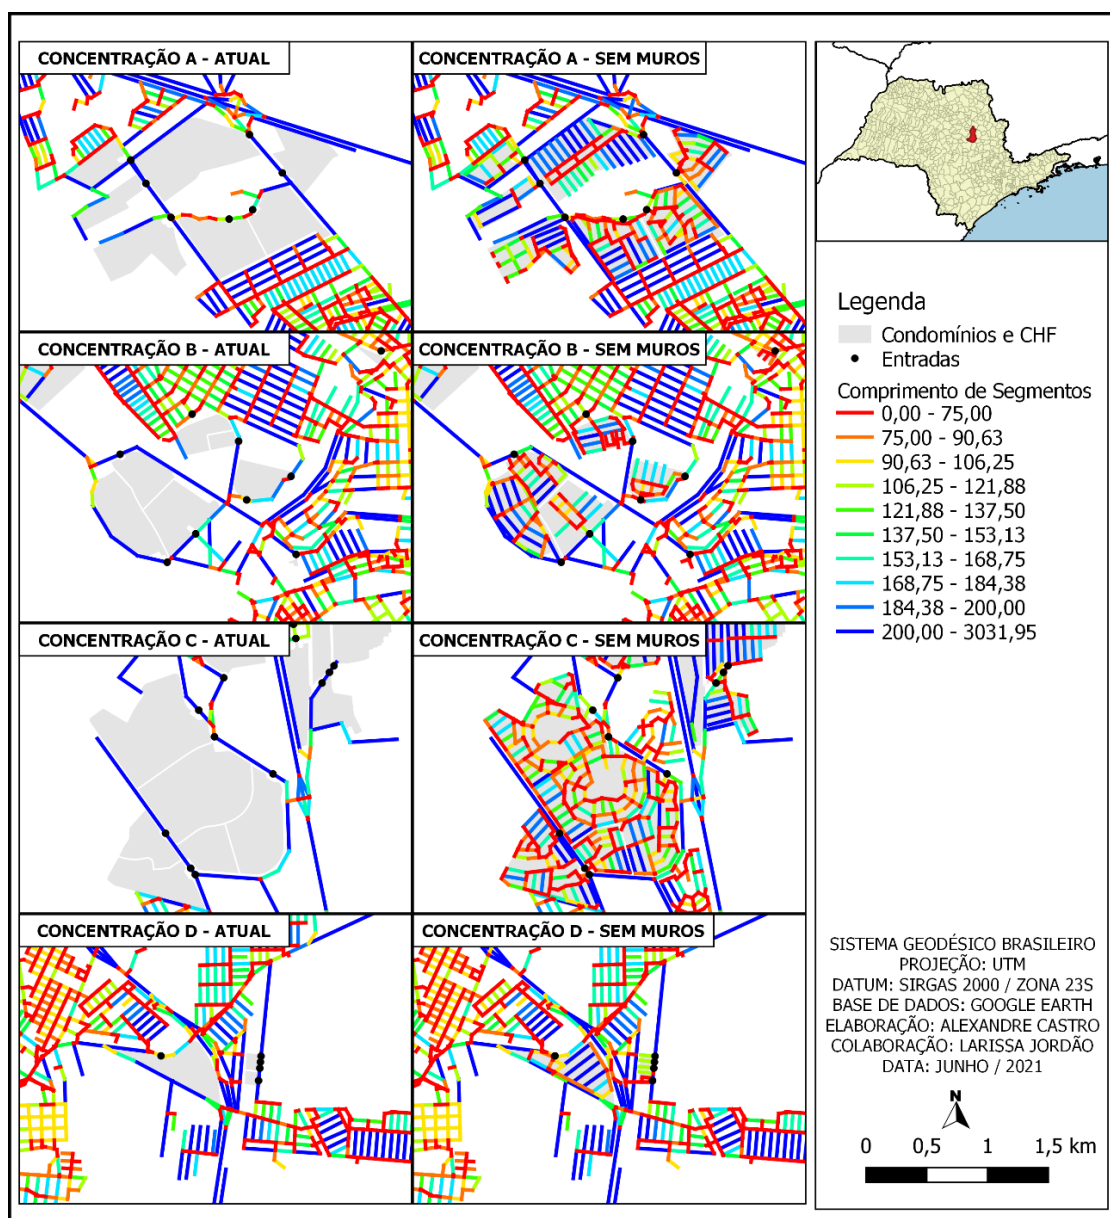 CONCENTRAÇÃO A - ATUAL
CONCENTRAÇÃO A - SEM MUROS
CONCENTRAÇÃO B - ATUAL
CONCENTRAÇÃO B - SEM MUROS
CONCENTRAÇÃO C - ATUAL
CONCENTRAÇÃO C - SEM MUROS
CONCENTRAÇÃO D - ATUAL
CONCENTRAÇÃO D - SEM MUROS
Legenda
Condomínios e CHF
Entradas
Comprimento de Segmentos
0,00 - 75,00
75,00 - 90,63
90,63 - 106,25
106,25 - 121,88
121,88 - 137,50
137,50 - 153,13
153,13 - 168,75
168,75 - 184,38
184,38 - 200,00
200,00 - 3031,95
SISTEMA GEODÉSICO BRASILEIRO
PROJEÇÃO: UTM
DATUM: SIRGAS 2000 / ZONA 23S
BASE DE DADOS: GOOGLE EARTH
ELABORAÇÃO: ALEXANDRE CASTRO
COLABORAÇÃO: LARISSA JORDÃO
DATA: JUNHO / 2021
N
0 0,5 1 1,5 km